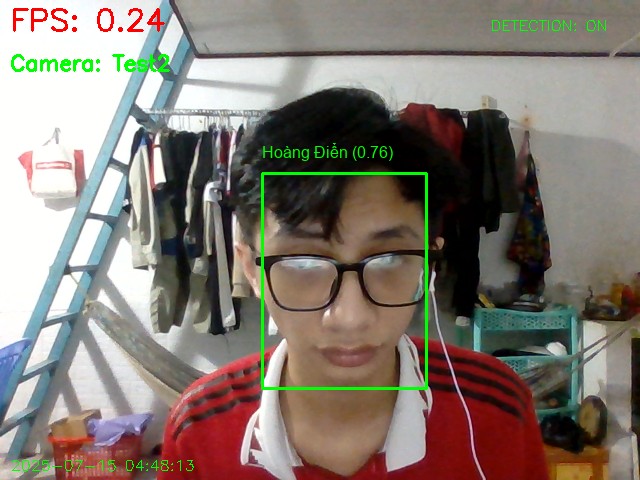 FPS: 0.24
DETECTION: ON
Camera: Test2
Hoàng Điển (0.76)
2025-07-15 04:48:13